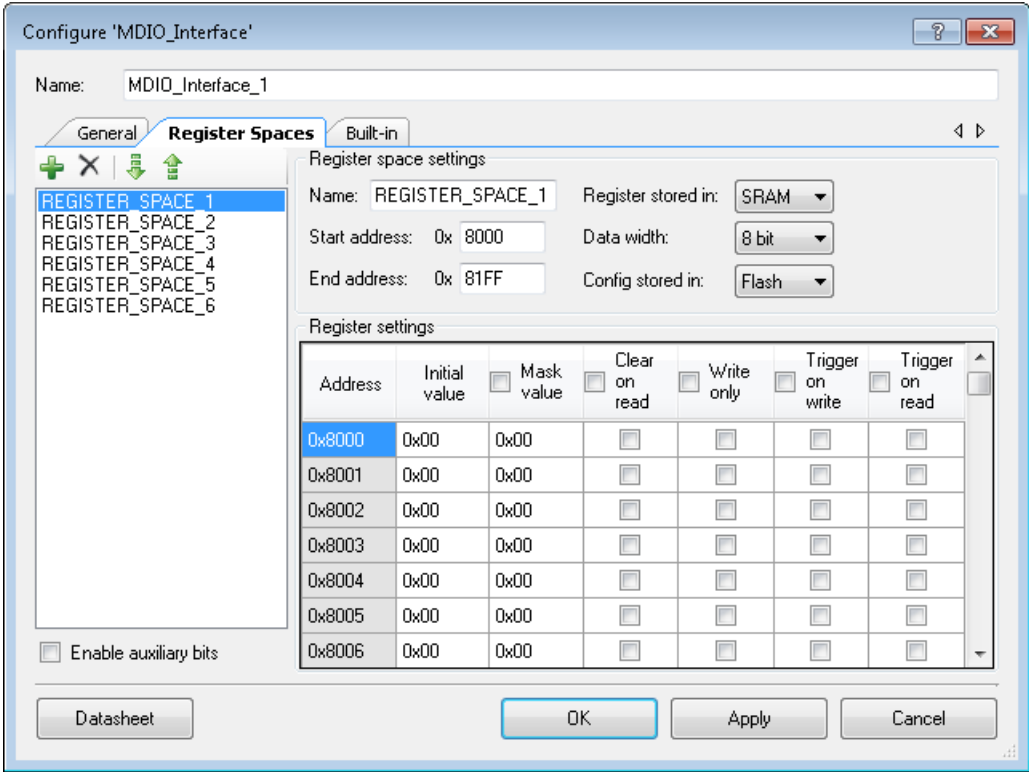 Configure 'MDIO_Interface'
Name: MDIO_Interface_1
General Register Spaces Built-in
REGISTER_SPACE_1
REGISTER_SPACE_2
REGISTER_SPACE_3
REGISTER_SPACE_4
REGISTER_SPACE_5
REGISTER_SPACE_6
Enable auxiliary bits
Register space settings
Name: REGISTER_SPACE_1 Register stored in: SRAM
Start address: 0x 8000 Data width: 8 bit
End address: 0x 81FF Config stored in: Flash
Register settings
Address Initial value Mask value Clear on read Write only Trigger on write Trigger on read
0x8000 0x00 0x00
0x8001 0x00 0x00
0x8002 0x00 0x00
0x8003 0x00 0x00
0x8004 0x00 0x00
0x8005 0x00 0x00
0x8006 0x00 0x00
Datasheet OK Apply Cancel